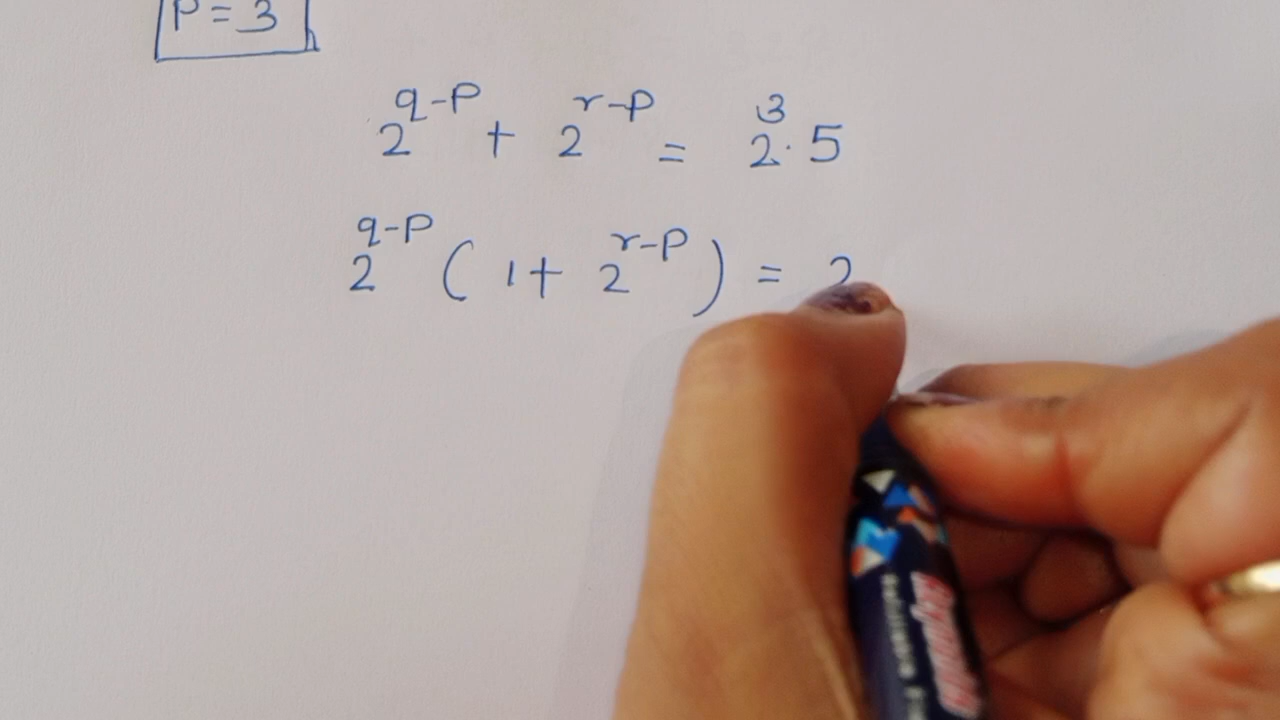 P = 3
2^{q-P} + 2^{r-P} = 2^3 · 5
2^{q-P} ( 1 + 2^{r-P} ) = 2